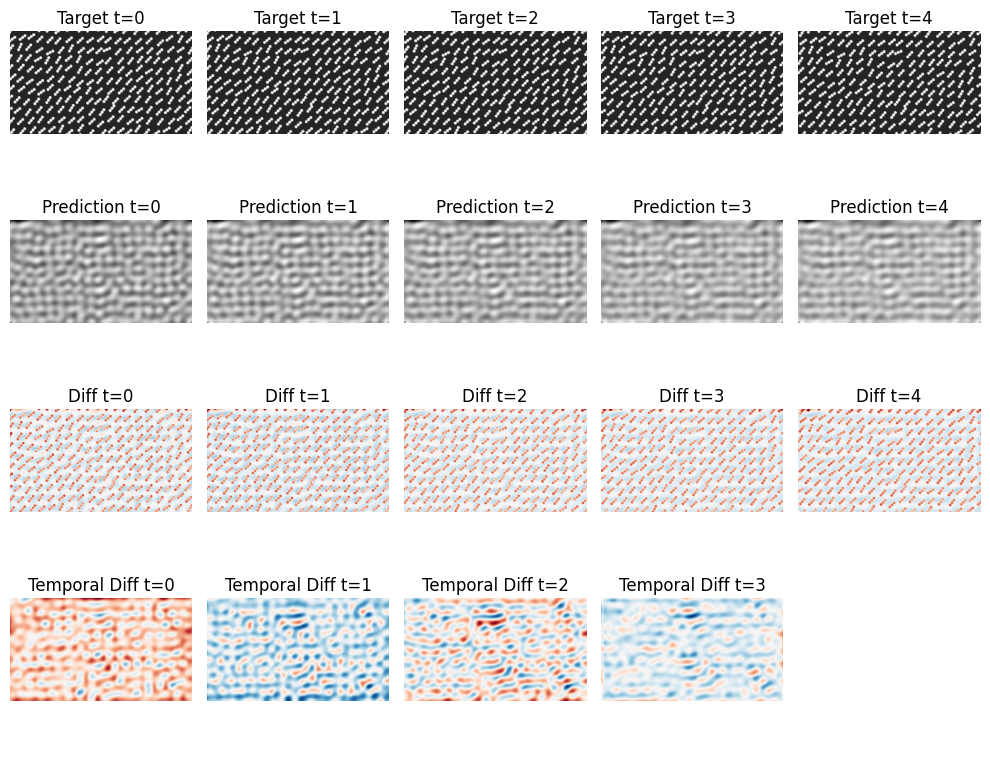 Target t=0 Target t=1 Target t=2 Target t=3 Target t=4
Prediction t=0 Prediction t=1 Prediction t=2 Prediction t=3 Prediction t=4
Diff t=0 Diff t=1 Diff t=2 Diff t=3 Diff t=4
Temporal Diff t=0 Temporal Diff t=1 Temporal Diff t=2 Temporal Diff t=3